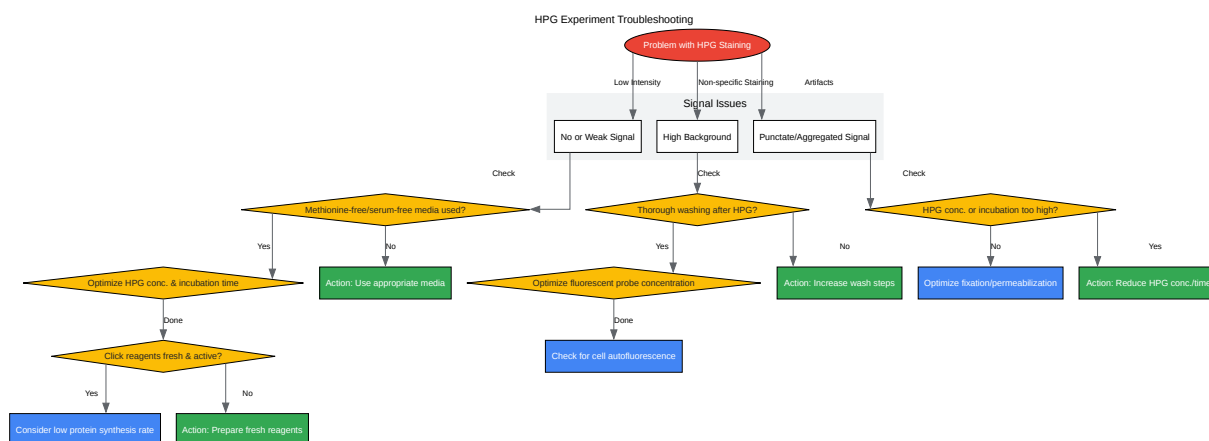 HPG Experiment Troubleshooting
Problem with HPG Staining
Low Intensity
Non-specific Staining
Artifacts
Signal Issues
No or Weak Signal
High Background
Punctate/Aggregated Signal
Check
Check
Check
Methionine-free/serum-free media used?
Thorough washing after HPG?
HPG conc. or incubation too high?
Yes
No
Yes
No
No
Yes
Optimize HPG conc. & incubation time
Action: Use appropriate media
Optimize fluorescent probe concentration
Action: Increase wash steps
Optimize fixation/permeabilization
Action: Reduce HPG conc./time
Done
Done
Click reagents fresh & active?
Check for cell autofluorescence
Yes
No
Consider low protein synthesis rate
Action: Prepare fresh reagents